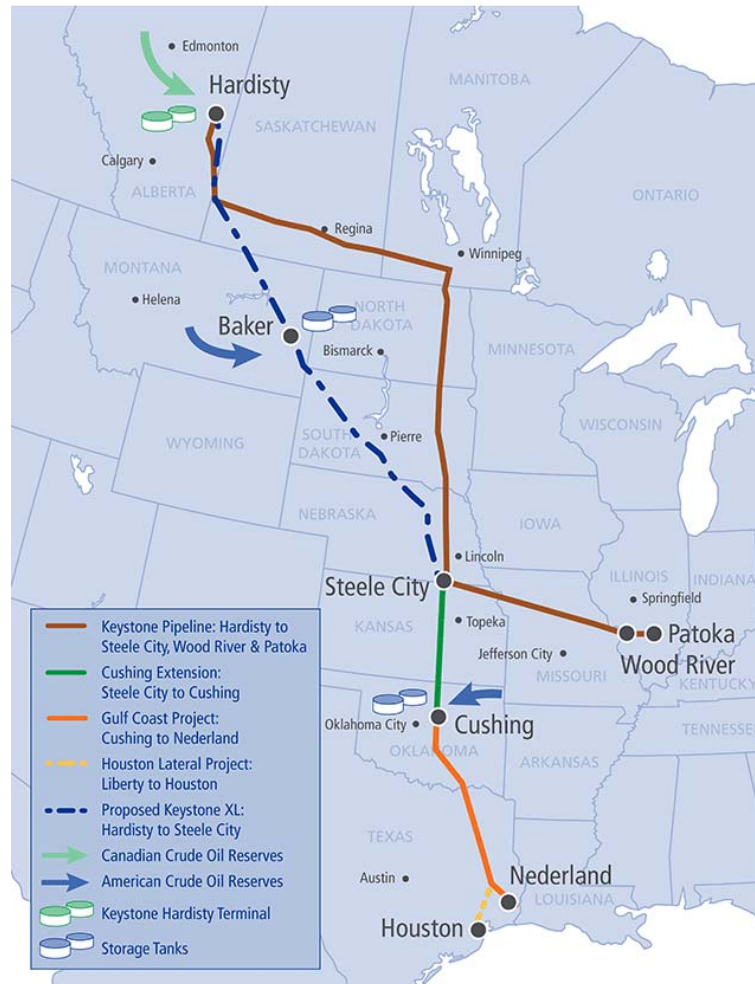 Edmonton
Hardisty
MANITOBA
SASKATCHEWAN
Calgary
ALBERTA
ONTARIO
Regina
Winnipeg
MONTANA
Helena
NORTH
DAKOTA
Baker
Bismarck
MINNESOTA
WISCONSIN
SOUTH
DAKOTA
Pierre
WYOMING
NEBRASKA
IOWA
Lincoln
Steele City
ILLINOIS
INDIANA
Springfield
KANSAS
Topeka
Patoka
Wood River
Jefferson City
MISSOURI
KENTUCKY
Oklahoma City
Cushing
OKLAHOMA
TENNESSEE
ARKANSAS
TEXAS
Austin
Nederland
LOUISIANA
Houston
Keystone Pipeline: Hardisty to
Steele City, Wood River & Patoka
Cushing Extension:
Steele City to Cushing
Gulf Coast Project:
Cushing to Nederland
Houston Lateral Project:
Liberty to Houston
Proposed Keystone XL:
Hardisty to Steele City
Canadian Crude Oil Reserves
American Crude Oil Reserves
Keystone Hardisty Terminal
Storage Tanks